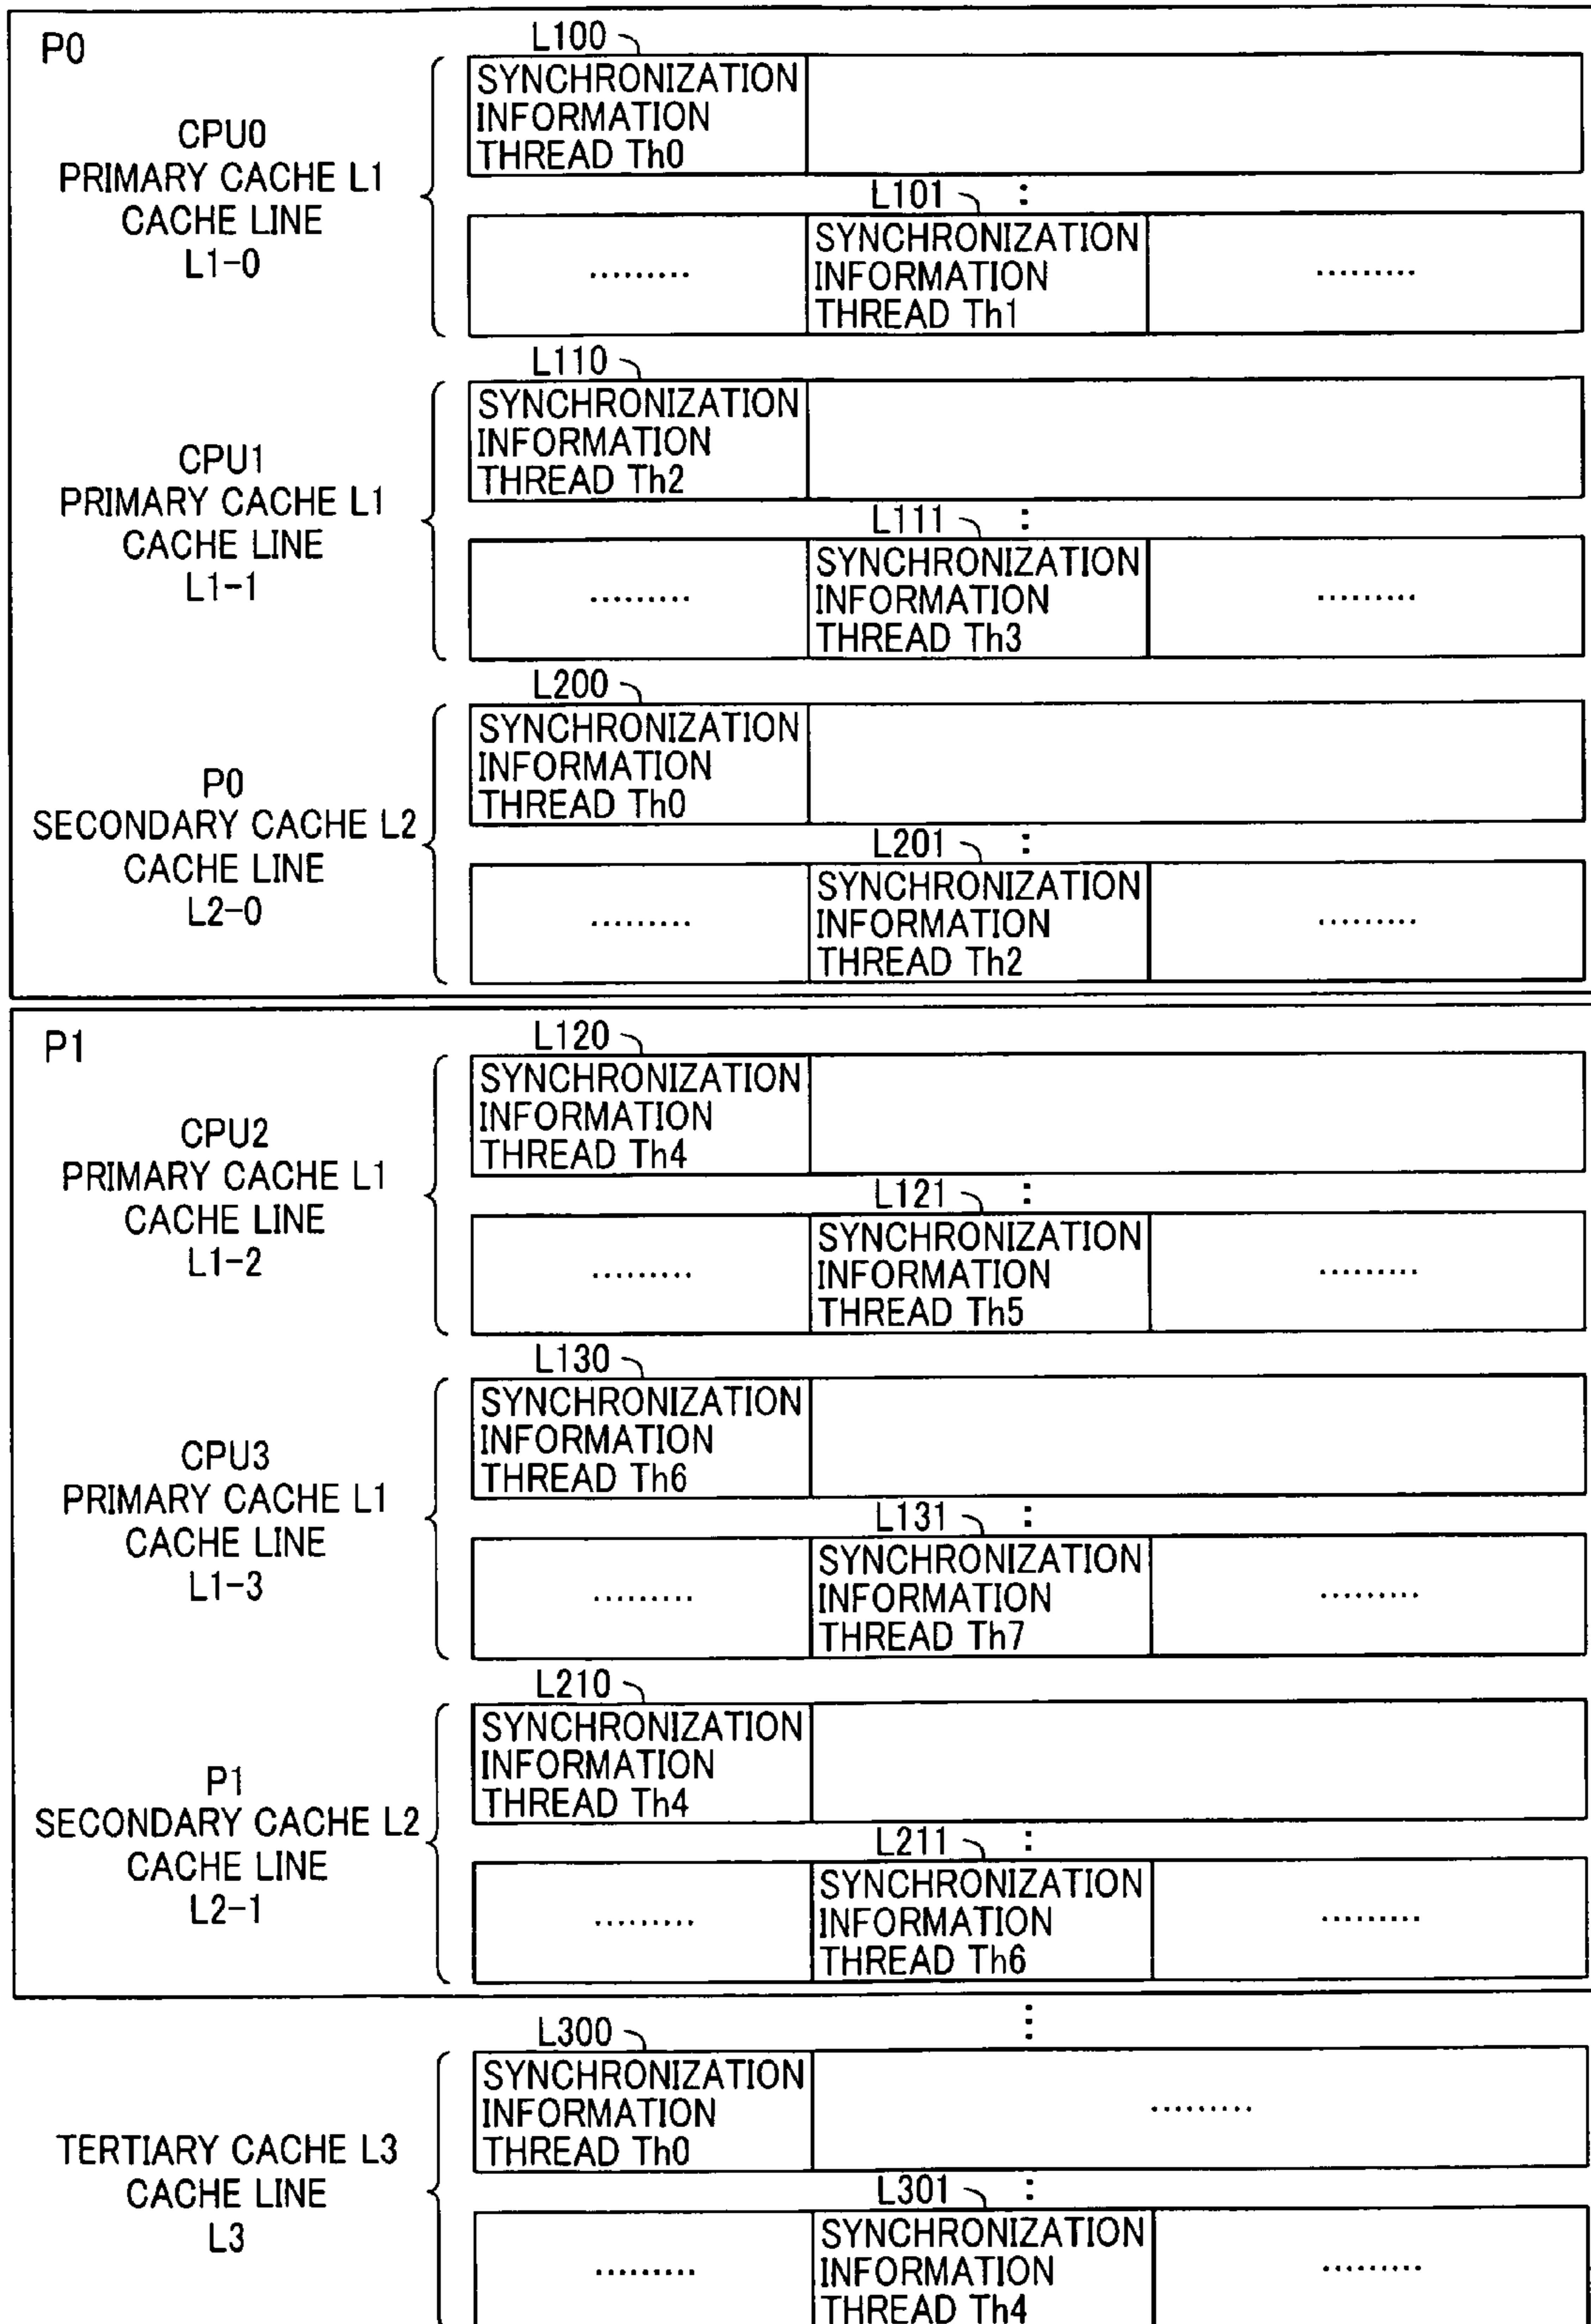 P0
CPU0
PRIMARY CACHE L1
CACHE LINE
L1-0
L100
SYNCHRONIZATION
INFORMATION
THREAD Th0
L101
:
.........
SYNCHRONIZATION
INFORMATION
THREAD Th1
.........
CPU1
PRIMARY CACHE L1
CACHE LINE
L1-1
L110
SYNCHRONIZATION
INFORMATION
THREAD Th2
L111
:
.........
SYNCHRONIZATION
INFORMATION
THREAD Th3
.........
P0
SECONDARY CACHE L2
CACHE LINE
L2-0
L200
SYNCHRONIZATION
INFORMATION
THREAD Th0
L201
:
.........
SYNCHRONIZATION
INFORMATION
THREAD Th2
.........
P1
CPU2
PRIMARY CACHE L1
CACHE LINE
L1-2
L120
SYNCHRONIZATION
INFORMATION
THREAD Th4
L121
:
.........
SYNCHRONIZATION
INFORMATION
THREAD Th5
.........
CPU3
PRIMARY CACHE L1
CACHE LINE
L1-3
L130
SYNCHRONIZATION
INFORMATION
THREAD Th6
L131
:
.........
SYNCHRONIZATION
INFORMATION
THREAD Th7
.........
P1
SECONDARY CACHE L2
CACHE LINE
L2-1
L210
SYNCHRONIZATION
INFORMATION
THREAD Th4
L211
:
.........
SYNCHRONIZATION
INFORMATION
THREAD Th6
.........
TERTIARY CACHE L3
CACHE LINE
L3
L300
SYNCHRONIZATION
INFORMATION
THREAD Th0
.........
L301
:
.........
SYNCHRONIZATION
INFORMATION
THREAD Th4
.........